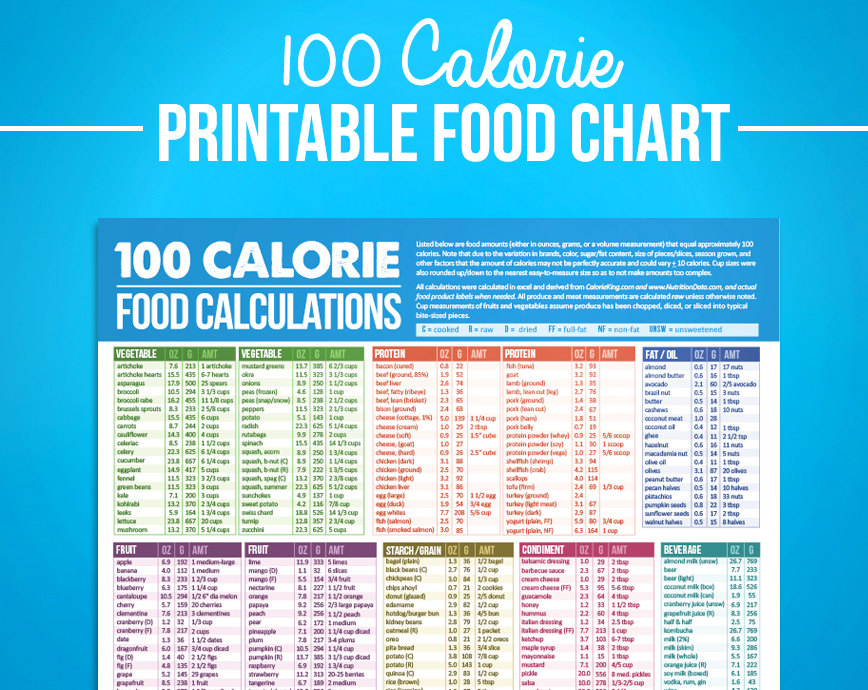 100 Calorie
PRINTABLE FOOD CHART
100 CALORIE
FOOD CALCULATIONS
Listed below are food amounts (either in ounces, grams, or a volume measurement) that equal approximately 100
calories. Note that due to the variation in brands, color, sugar/fat content, size of pieces/slices, season grown, and
other factors that the amount of calories may not be perfectly accurate and could vary ± 10 calories. Cup sizes
were also rounded up/down to the nearest easy-to-measure size so as to not make amounts too complex.
All calories were calculated in excel and derived from CalorieKing.com and www.NutritionData.com, and actual
food product labels when needed. All produce and meat measurements are calculated raw unless otherwise noted.
Cup measurements of fruits and vegetables assume produce has been chopped, diced, or sliced into typical
bite-sized pieces.
C = cooked R = raw D = dried FF = full-fat NF = non-fat UNSW = unsweetened
VEGETABLE OZ G AMT
artichoke 7.6 213 1 artichoke
artichoke hearts 15.5 435 6-7 hearts
asparagus 17.9 500 25 spears
broccoli 10.5 294 3 1/3 cups
broccoli rabe 16.2 455 11 1/8 cups
brussels sprouts 8.3 233 2 5/8 cups
cabbage 15.5 435 6 cups
carrots 8.7 244 2 cups
cauliflower 14.3 400 4 cups
celeriac 8.5 238 1 1/2 cups
celery 22.3 625 6 1/4 cups
cucumber 23.8 667 6 1/4 cups
eggplant 14.9 417 5 cups
fennel 11.5 323 3 2/3 cups
green beans 11.5 323 3 cups
kale 7.1 200 3 cups
kohlrabi 13.2 370 2 3/4 cups
leeks 5.9 164 1 3/4 cups
lettuce 23.8 667 20 cups
mushroom 13.2 370 5 1/4 cups
VEGETABLE OZ G AMT
mustard greens 13.7 385 6 2/3 cups
okra 11.5 323 3 1/3 cups
onions 8.9 250 1 1/2 cups
peas (frozen) 4.6 128 1 cup
peas (snap/snow) 8.5 238 2 1/2 cups
peppers 11.5 323 2 1/3 cups
potato 5.1 143 1 cup
radish 22.3 625 5 1/4 cups
rutabaga 9.9 278 2 cups
spinach 15.5 435 14 1/3 cups
squash, acorn 8.9 250 1 3/4 cups
squash, b-nut (C) 8.9 250 1 1/4 cups
squash, b-nut (R) 7.9 222 1 3/5 cups
squash, spag (C) 13.2 370 2 3/8 cups
squash, summer 22.3 625 5 1/2 cups
sunchokes 4.9 137 1 cup
sweet potato 4.2 116 7/8 cup
swiss chard 18.8 526 14 1/3 cup
turnip 12.8 357 2 3/4 cup
zucchini 22.3 625 5 cups
PROTEIN OZ G AMT
bacon (cured) 0.8 22
beef (ground, 85%) 1.9 52
beef liver 2.6 74
beef, fatty (ribeye) 1.3 36
beef, lean (brisket) 2.3 65
bison (ground) 2.4 68
cheese (cottage, 1%) 5.0 139 1 1/4 cup
cheese (cream) 1.0 29 2 tbsp
cheese (soft) 0.9 25 1.5" cube
cheese, (goat) 1.0 27
cheese, (hard) 0.9 26 2.5" cube
chicken (dark) 3.1 88
chicken (ground) 2.5 70
chicken (light) 3.2 92
chicken liver 3.1 86
egg (large) 2.5 70 1 1/2 egg
egg (duck) 1.9 54 3/4 egg
egg whites 7.7 208 5/6 cup
fish (salmon) 2.5 70
fish (smoked salmon) 3.0 85
PROTEIN OZ G AMT
fish (tuna) 3.2 93
goat 3.2 92
lamb (ground) 1.3 35
lamb, lean cut (leg) 2.7 76
pork (ground) 1.4 38
pork (lean cut) 2.4 67
pork (ham) 1.8 51
pork belly 0.7 19
protein powder (whey) 0.9 25 5/6 scoop
protein powder (soy) 1.1 30 1 scoop
protein powder (vega) 1.0 27 5/6 scoop
shellfish (shrimp) 3.3 94
shellfish (crab) 4.2 115
scallops 4.0 114
tofu (firm) 2.4 69 1/3 cup
turkey (ground) 2.4
turkey (light meat) 3.1 67
turkey (dark) 2.9 87
yogurt (plain, FF) 5.9 80 3/4 cup
yogurt (plain, NF) 6.3 164 1 cup
FAT / OIL OZ G AMT
almond 0.6 17 17 nuts
almond butter 0.6 16 1 tbsp
avocado 2.1 60 2/5 avocado
brazil nut 0.5 15 3 nuts
butter 0.5 14 1 tbsp
cashews 0.6 18 10 nuts
coconut meat 1.0 28
coconut oil 0.4 12 1 tbsp
ghee 0.4 11 2 1/2 tsp
hazelnut 0.6 16 11 nuts
macadamia nut 0.5 14 5 nuts
olive oil 0.4 11 1 tbsp
olives 3.1 87 20 olives
peanut butter 0.6 17 1 tbsp
pecan halves 0.5 14 10 halves
pistachios 0.6 18 33 nuts
pumpkin seeds 0.8 22 3 tbsp
sunflower seeds 0.6 17 2 tbsp
walnut halves 0.5 15 8 halves
FRUIT OZ G AMT
apple 6.9 192 1 medium-large
banana 4.0 112 1 medium
blackberry 8.3 233 1 2/3 cup
blueberry 6.3 175 1 1/4 cup
cantaloupe 10.5 294 1/2 6" dia melon
cherry 5.7 159 20 cherries
clementine 7.6 213 3 clementines
cranberry (D) 1.2 32 1/3 cup
cranberry (F) 7.8 217 2 cups
date 1.3 36 1 1/2 dates
dragonfruit 6.0 167 3/4 cup diced
fig (D) 1.4 40 2 1/2 figs
fig (F) 4.8 135 2 1/2 figs
grape 5.2 145 29 grapes
grapefruit 8.5 238 1 fruit
FRUIT OZ G AMT
lime 11.9 333 5 limes
mango (D) 1.1 32 6 slices
mango (F) 5.5 154 3/4 fruit
nectarine 8.1 227 1 1/2 fruit
orange 7.8 217 1 1/2 orange
papaya 9.2 256 2/3 large papaya
peach 9.2 256 1 1/2 peach
pear 6.2 172 1 medium
pineapple 7.1 200 1 1/4 cup diced
plum 7.8 217 3-4 plums
pumpkin (C) 10.5 294 1 1/4 cup
pumpkin (R) 13.7 385 3 1/3 cup diced
raspberry 6.9 192 1 3/4 cup
strawberry 11.2 313 20-25 berries
tangerine 6.7 189 2 medium
STARCH / GRAIN OZ G AMT
bagel (plain) 1.3 36 1/2 bagel
black beans (C) 2.7 76 1/2 cup
chickpeas (C) 3.0 84 1/3 cup
chips ahoy! 0.7 21 2 cookies
donut (glazed) 0.9 25 2/5 donut
edamame 2.9 82 1/2 cup
hotdog/burger bun 1.3 36 4/5 bun
kidney beans 2.8 79 1/2 cup
oatmeal (R) 1.0 27 1 packet
oreo 0.8 21 2 1/2 oreos
pita bread 1.3 36 3/4 slice
potato (C) 3.8 108 7/8 cup
potato (R) 5.0 143 1 cup
quinoa (C) 2.9 83 1/2 cup
rice (brown) 1.0 28 5 tbsp
CONDIMENT OZ G AMT
balsamic dressing 1.0 29 2 tbsp
barbecue sauce 2.3 67 2 tbsp
cream cheese 1.0 29 2 tbsp
cream cheese (FF) 5.3 95 5-6 tbsp
guacamole 2.3 64 4 tbsp
honey 1.2 33 1 1/2 tbsp
hummus 2.2 60 4 tbsp
italian dressing 1.2 34 2.5 tbsp
italian dressing (FF) 7.7 213 1 cup
ketchup 3.7 103 6-7 tbsp
maple syrup 1.4 38 2 tbsp
mayonnaise 1.1 15 1 tbsp
mustard 7.1 200 4/5 cup
pickle 20.0 556 8 med. pickles
salsa 10.0 278 1/3-2/5 cup
BEVERAGE OZ G
almond milk (unsw) 26.7 769
beer 7.7 233
beer (light) 11.1 323
coconut milk (box) 18.6 526
coconut milk (can) 1.9 55
cranberry juice (unsw) 6.9 217
grapefruit juice (R) 8.3 256
half & half 2.5 75
kombucha 26.7 769
milk (2%) 6.6 200
milk (skim) 9.3 286
milk (whole) 5.5 167
orange juice (R) 7.1 222
soy milk (boxed) 6.1 185
vodka, rum, gin 1.6 43
wine (red) 3.9 118